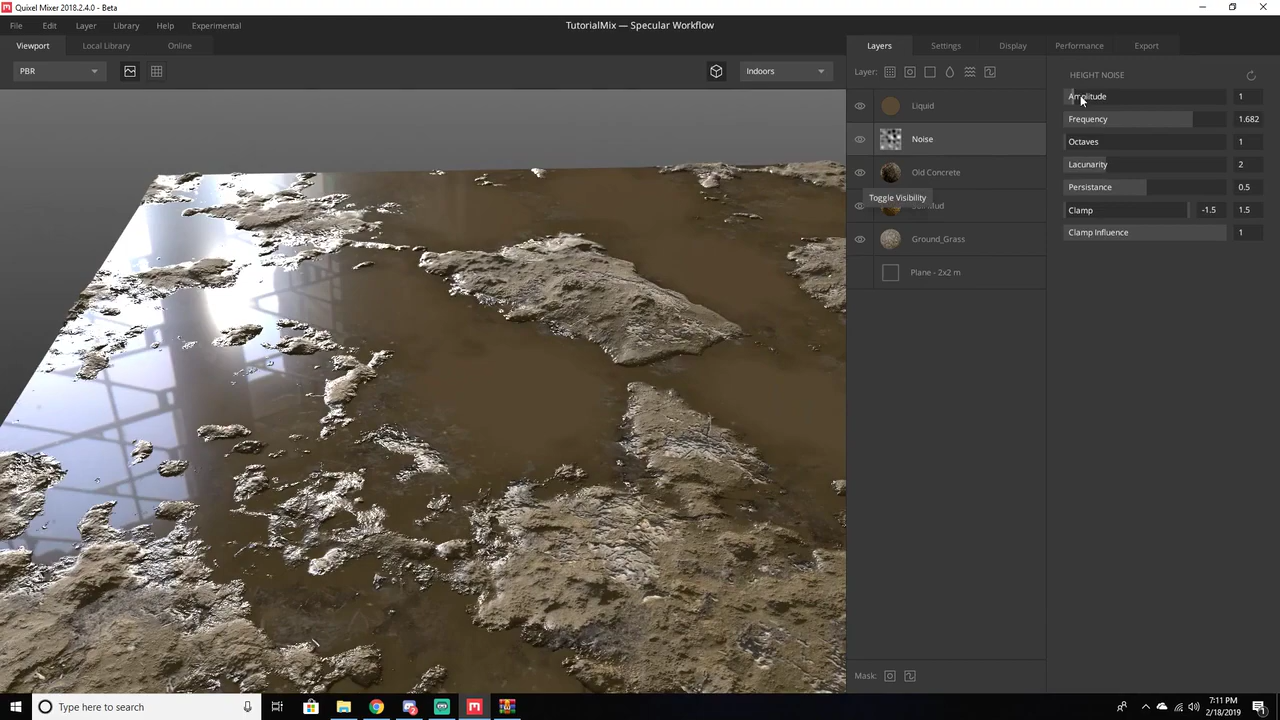 Quixel Mixer 2018.2.4.0 - Beta
File Edit Layer Library Help Experimental
TutorialMix — Specular Workflow
Viewport Local Library Online
Layers Settings Display Performance Export
PBR
Indoors
Layer:
HEIGHT NOISE
Amplitude 1
Liquid
Frequency 1.682
Noise
Octaves 1
Lacunarity 2
Old Concrete
Persistance 0.5
Toggle Visibility
Mud
Clamp -1.5 1.5
Clamp Influence 1
Ground_Grass
Plane - 2x2 m
Mask:
Type here to search
7:11 PM
2/18/2019